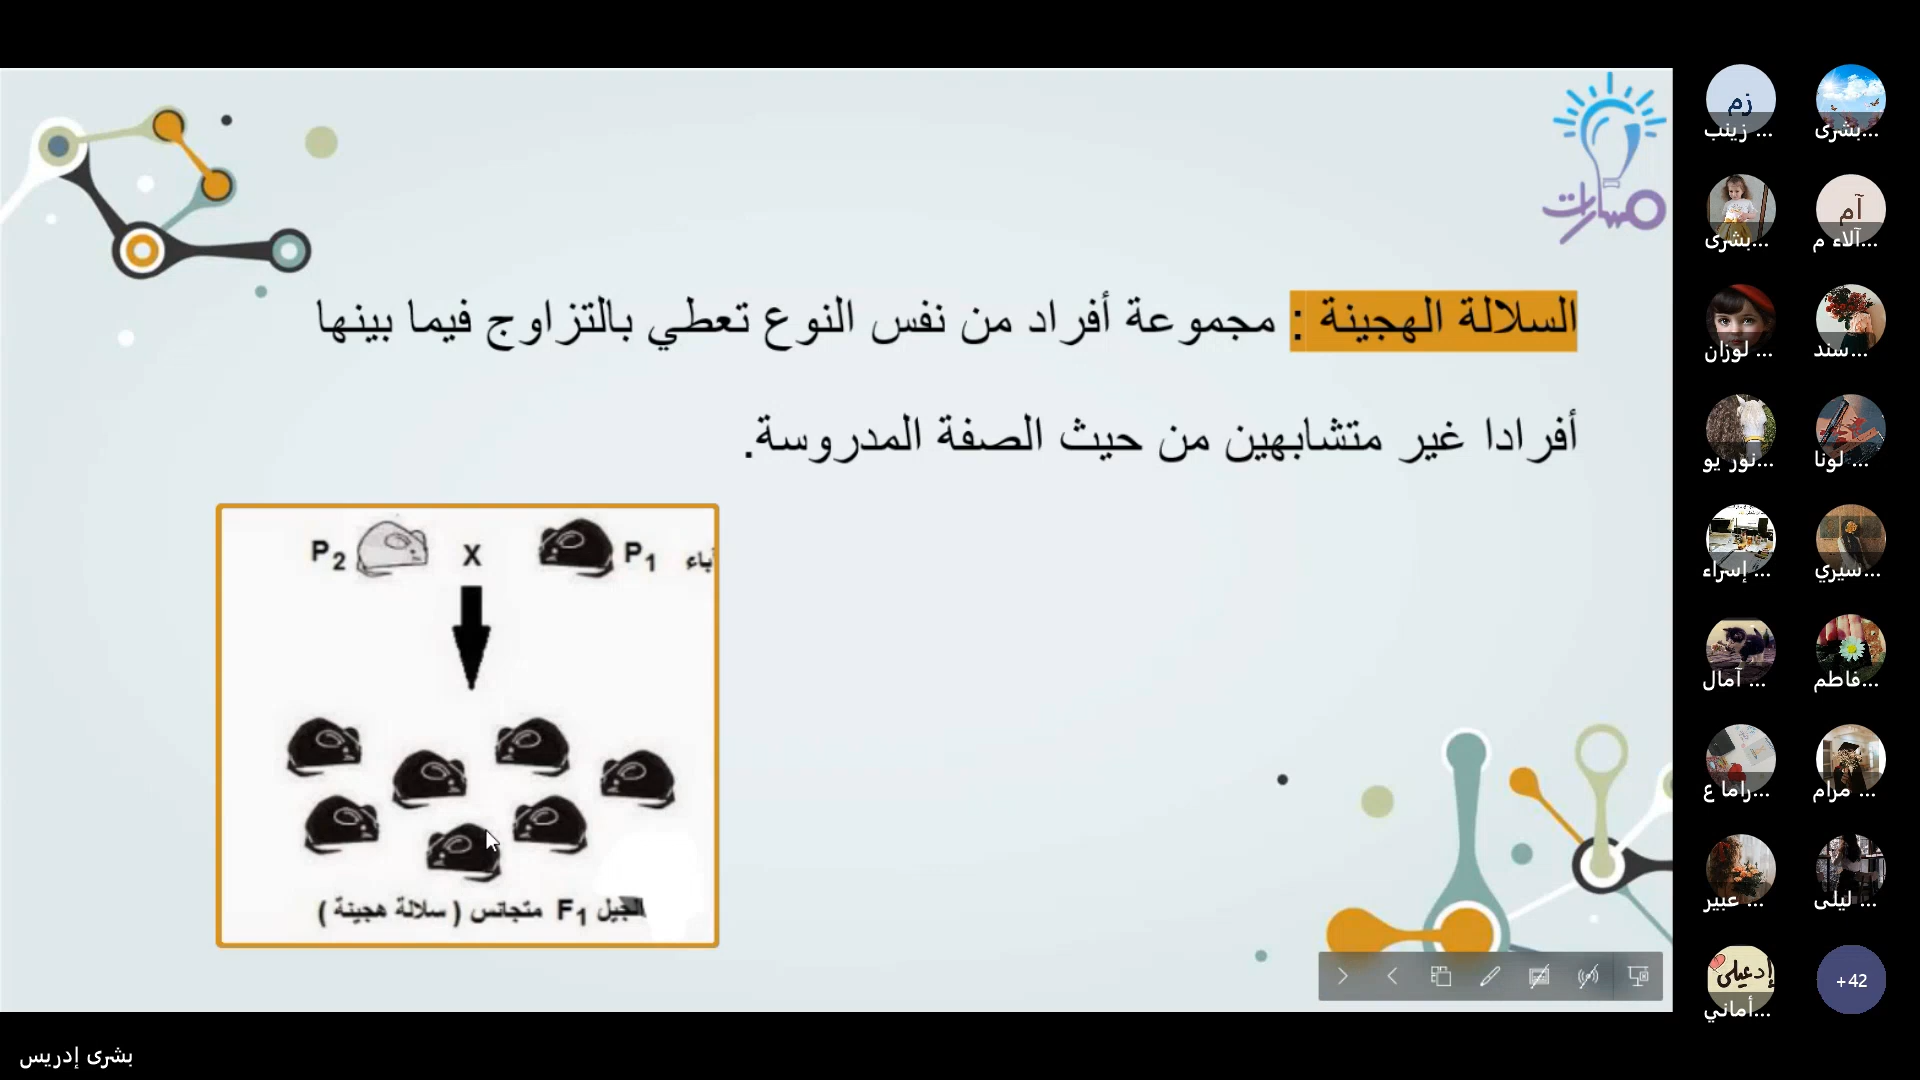 مسارات
السلالة الهجينة : مجموعة أفراد من نفس النوع تعطي بالتزاوج فيما بينها
أفرادا غير متشابهين من حيث الصفة المدروسة.
P2 X P1 آباء
الجيل F1 متجانس ( سلالة هجينة )
زم
زينب ...
بشرى...
بشرى...
آم
آلاء م...
لوزان ...
سند...
نور يو...
لونا ...
إسراء ...
سيري...
آمال ...
فاطم...
راما ع...
مرام ...
عبير ...
ليلى ...
إدعيلي
أماني...
+42
بشرى إدريس